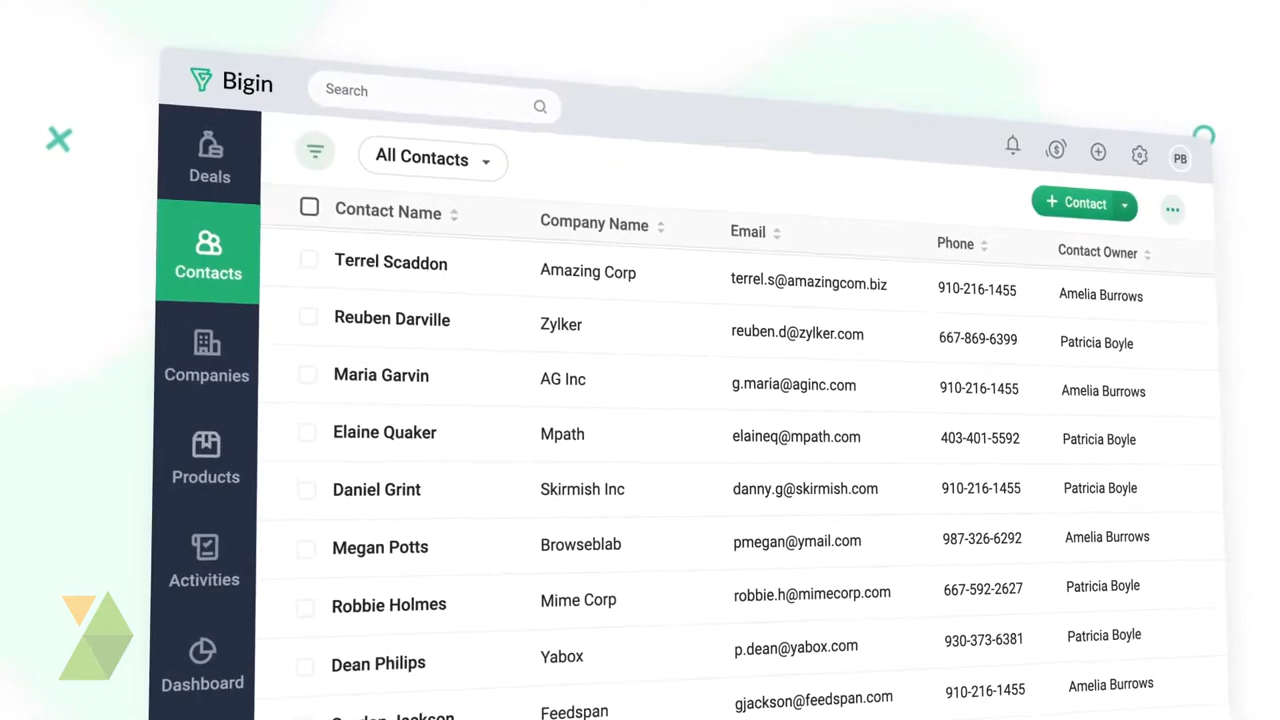 Bigin
Search
PB
Deals
Contacts
Companies
Products
Activities
Dashboard
All Contacts
+ Contact
Contact Name Company Name Email Phone Contact Owner
Terrel Scaddon Amazing Corp terrel.s@amazingcom.biz 910-216-1455 Amelia Burrows
Reuben Darville Zylker reuben.d@zylker.com 667-869-6399 Patricia Boyle
Maria Garvin AG Inc g.maria@aginc.com 910-216-1455 Amelia Burrows
Elaine Quaker Mpath elaineq@mpath.com 403-401-5592 Patricia Boyle
Daniel Grint Skirmish Inc danny.g@skirmish.com 910-216-1455 Patricia Boyle
Megan Potts Browseblab pmegan@ymail.com 987-326-6292 Amelia Burrows
Robbie Holmes Mime Corp robbie.h@mimecorp.com 667-592-2627 Patricia Boyle
Dean Philips Yabox p.dean@yabox.com 930-373-6381 Patricia Boyle
Jackson Feedspan gjackson@feedspan.com 910-216-1455 Amelia Burrows